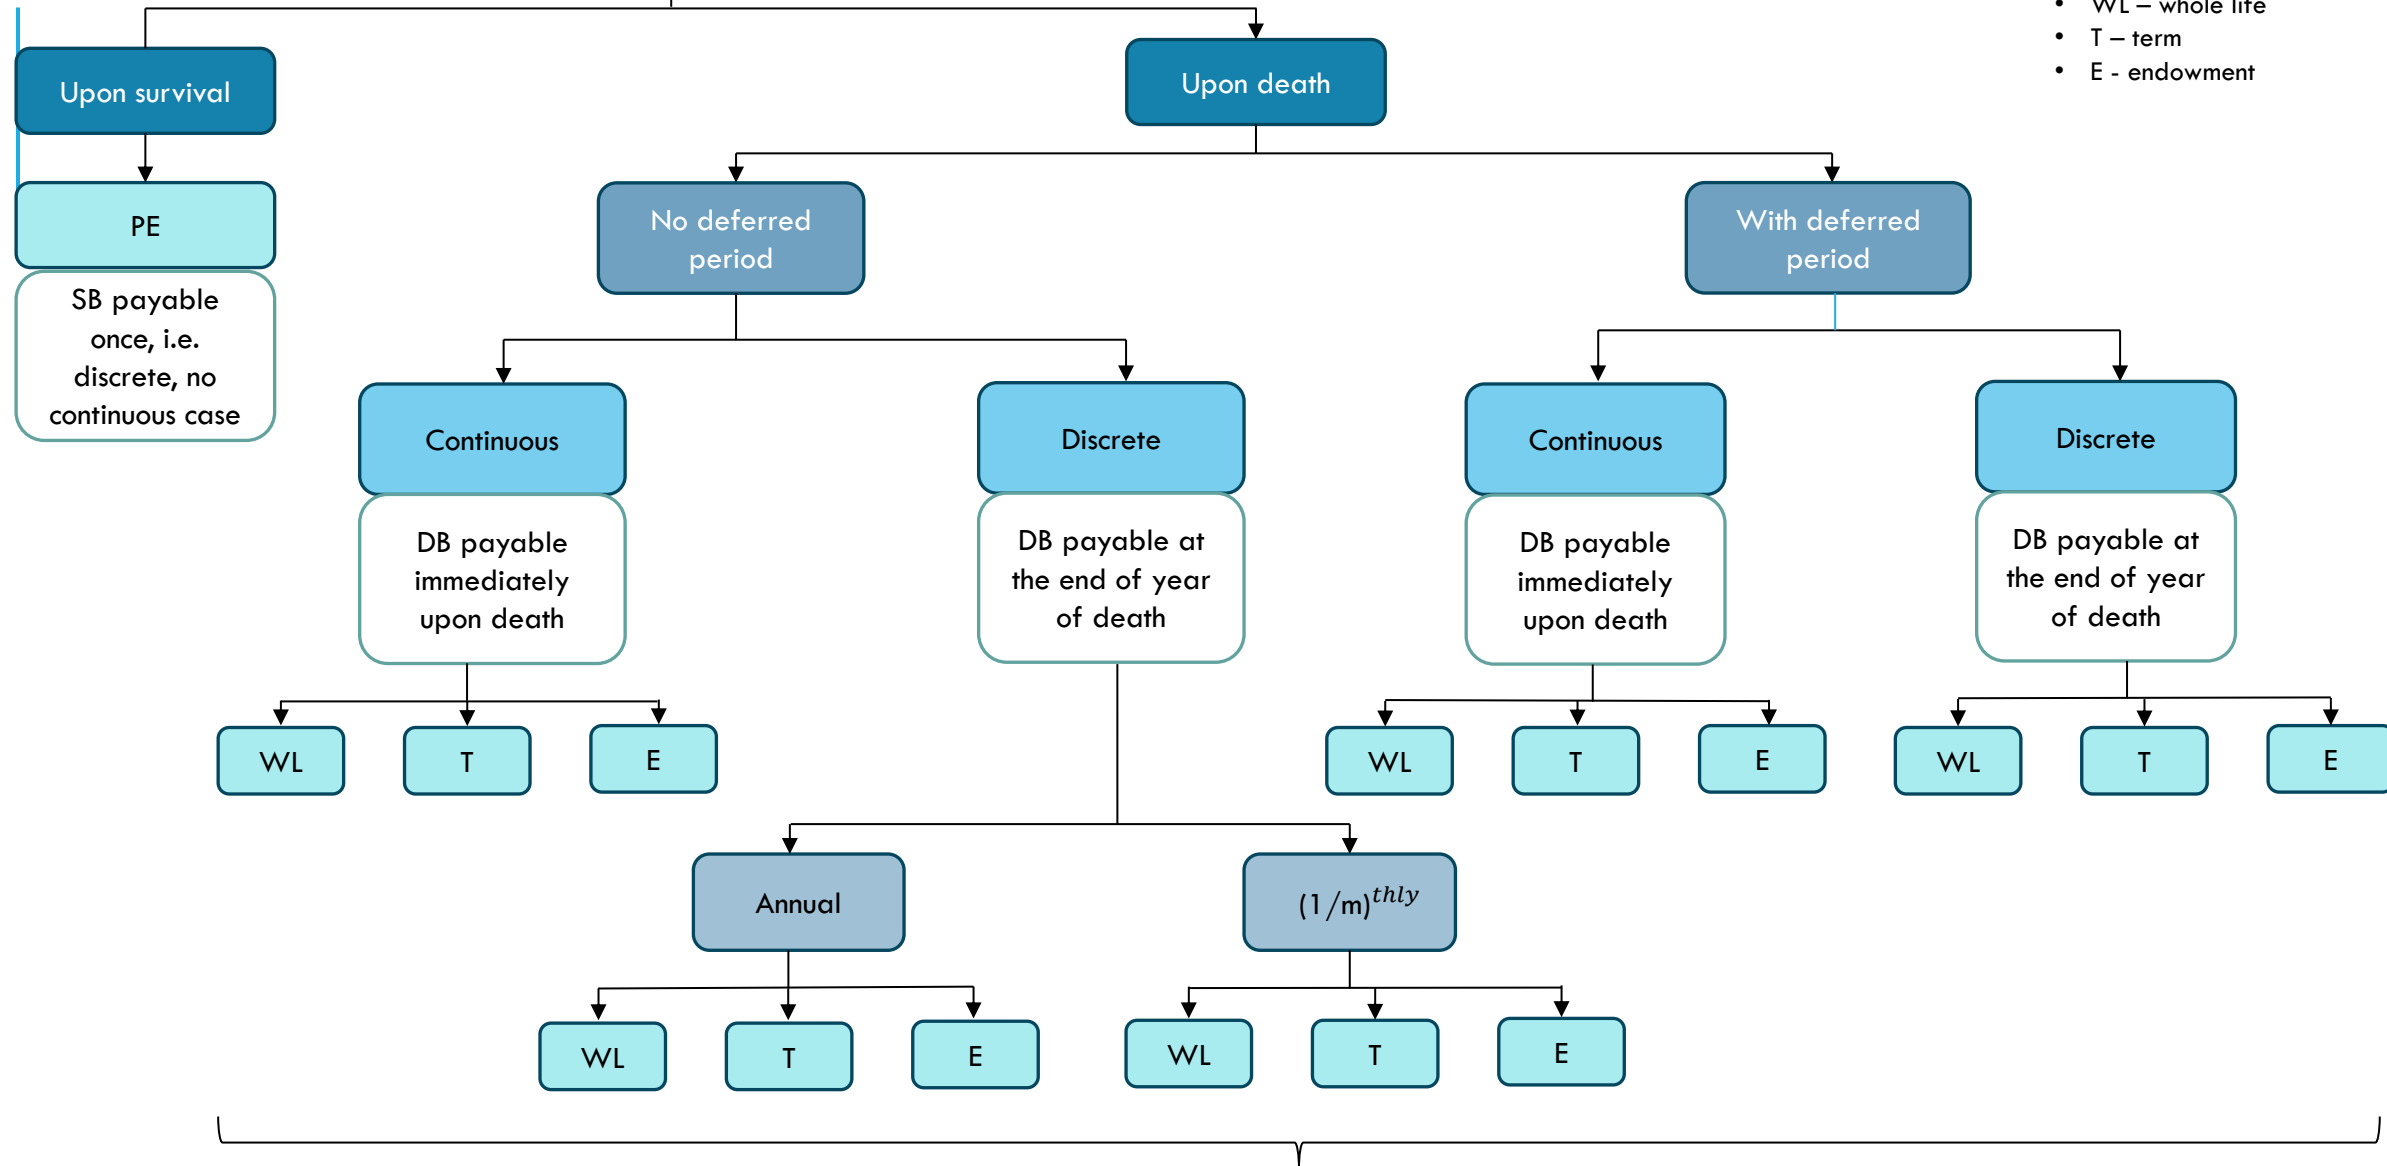 • WL – whole life
• T – term
• E - endowment
Upon survival
Upon death
PE
SB payable
once, i.e.
discrete, no
continuous case
No deferred
period
With deferred
period
Continuous
Discrete
Continuous
Discrete
DB payable
immediately
upon death
DB payable at
the end of year
of death
DB payable
immediately
upon death
DB payable at
the end of year
of death
WL
T
E
WL
T
E
WL
T
E
Annual
(1/m)^thly
WL
T
E
WL
T
E